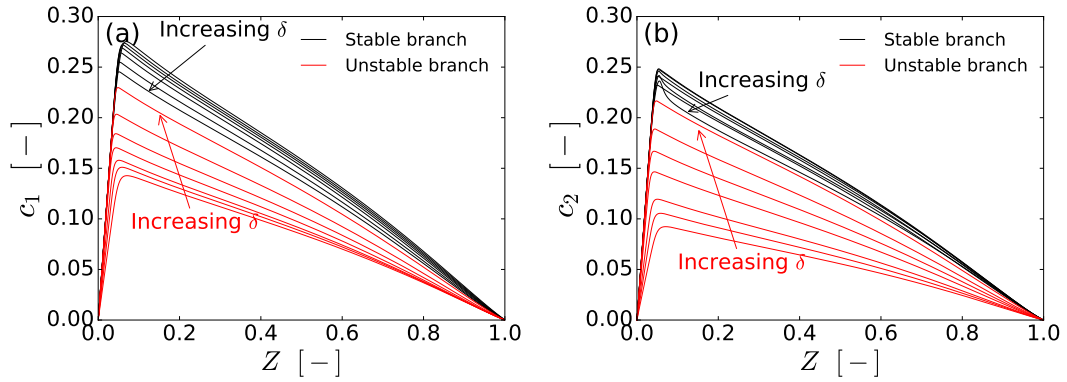 (a)
Increasing δ
Stable branch
Unstable branch
Increasing δ
0.30
0.25
0.20
0.15
0.10
0.05
0.00
c₁ [−]
0.0 0.2 0.4 0.6 0.8 1.0
Z [−]
(b)
Stable branch
Unstable branch
Increasing δ
Increasing δ
0.30
0.25
0.20
0.15
0.10
0.05
0.00
c₂ [−]
0.0 0.2 0.4 0.6 0.8 1.0
Z [−]